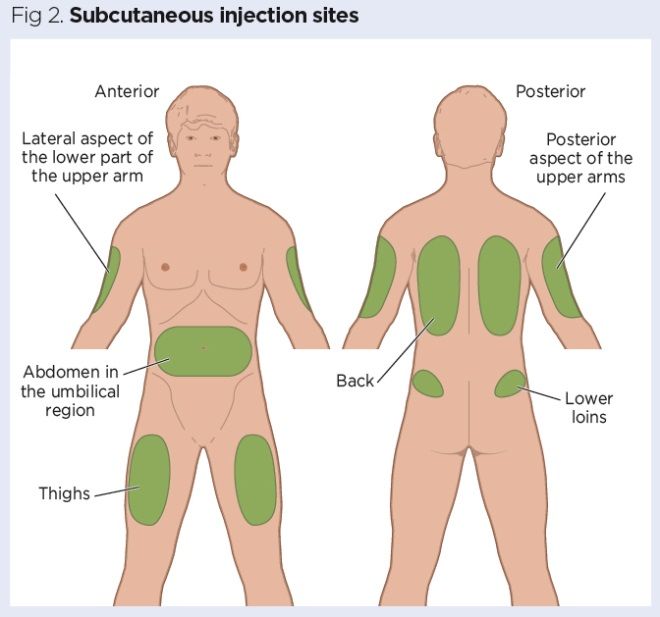 Fig 2. Subcutaneous injection sites
Anterior
Posterior
Lateral aspect of
the lower part of
the upper arm
Posterior
aspect of the
upper arms
Abdomen in
the umbilical
region
Back
Lower
loins
Thighs